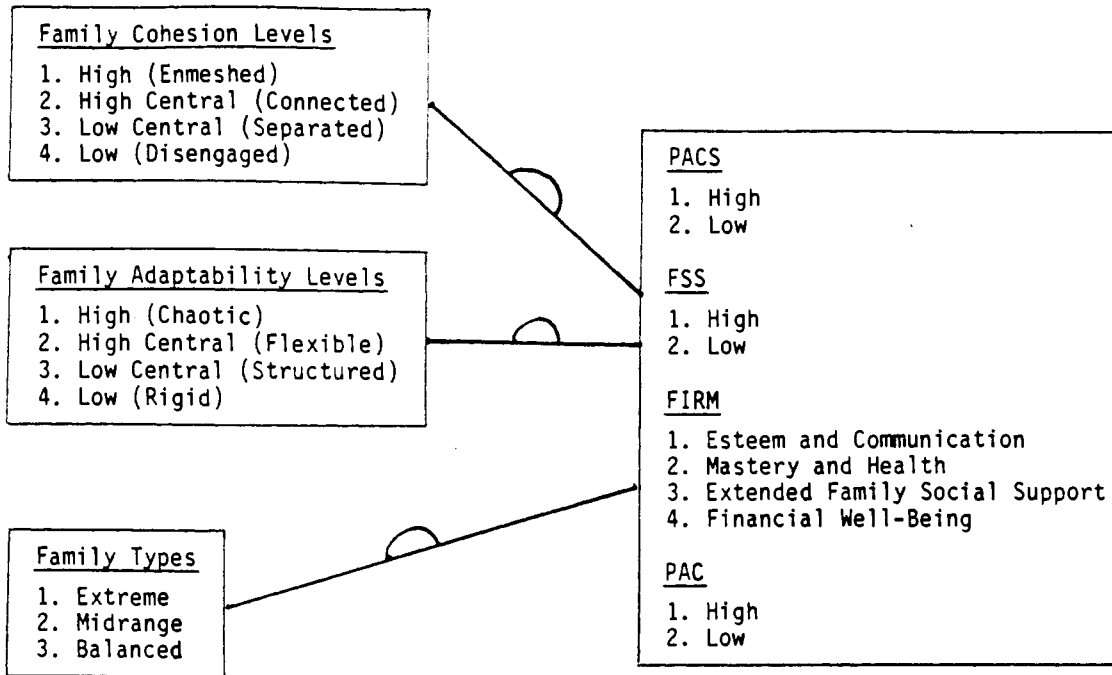 Family Cohesion Levels
1. High (Enmeshed)
2. High Central (Connected)
3. Low Central (Separated)
4. Low (Disengaged)
Family Adaptability Levels
1. High (Chaotic)
2. High Central (Flexible)
3. Low Central (Structured)
4. Low (Rigid)
Family Types
1. Extreme
2. Midrange
3. Balanced
PACS
1. High
2. Low
FSS
1. High
2. Low
FIRM
1. Esteem and Communication
2. Mastery and Health
3. Extended Family Social Support
4. Financial Well-Being
PAC
1. High
2. Low